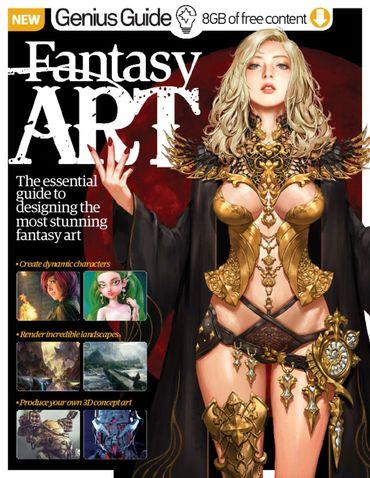 NEW
Genius Guide
8GB of free content
Fantasy
ART
The essential
guide to
designing the
most stunning
fantasy art
• Create dynamic characters
• Render incredible landscapes
• Produce your own 3D concept art